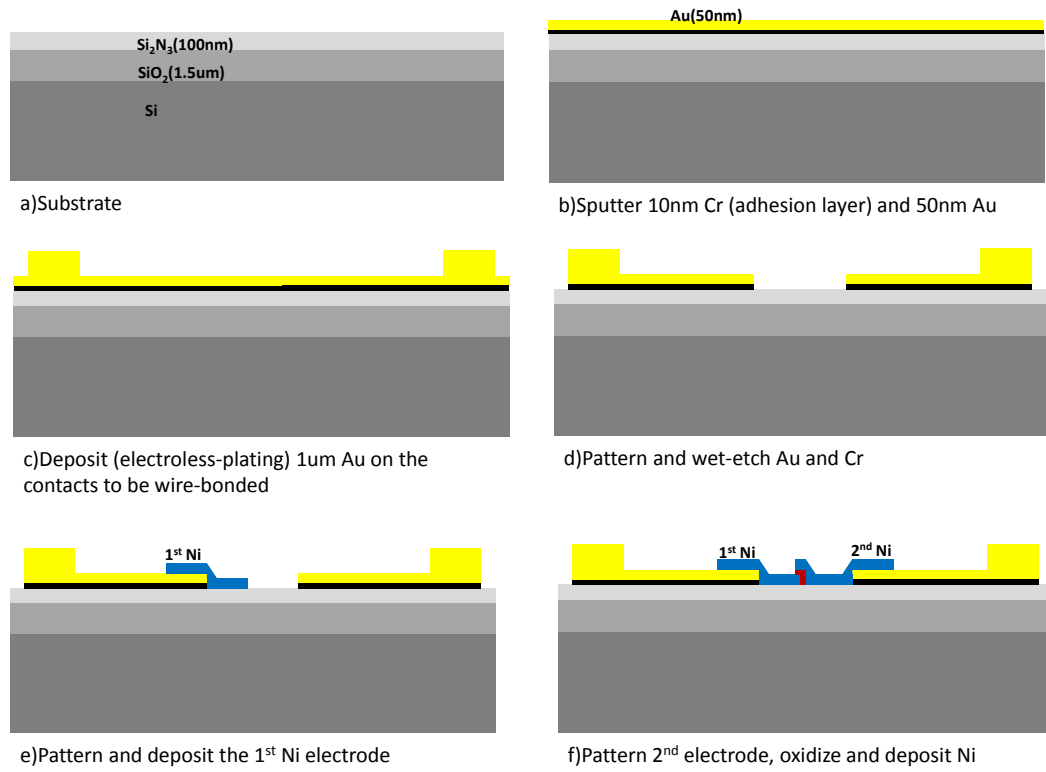 Si₂N₃(100nm)
SiO₂(1.5um)
Si
a)Substrate
Au(50nm)
b)Sputter 10nm Cr (adhesion layer) and 50nm Au
c)Deposit (electroless-plating) 1um Au on the
contacts to be wire-bonded
d)Pattern and wet-etch Au and Cr
1ˢᵗ Ni
e)Pattern and deposit the 1ˢᵗ Ni electrode
1ˢᵗ Ni
2ⁿᵈ Ni
f)Pattern 2ⁿᵈ electrode, oxidize and deposit Ni